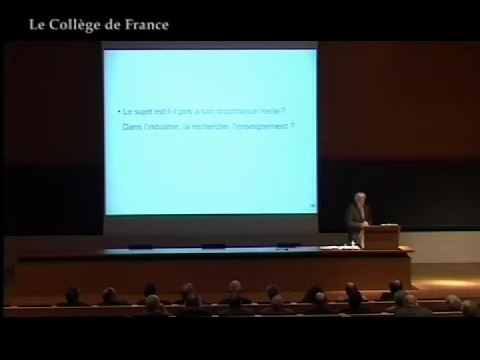 Le Collège de France
• Le sujet est-il pris à son importance réelle ?
Dans l'industrie, la recherche, l'enseignement ?